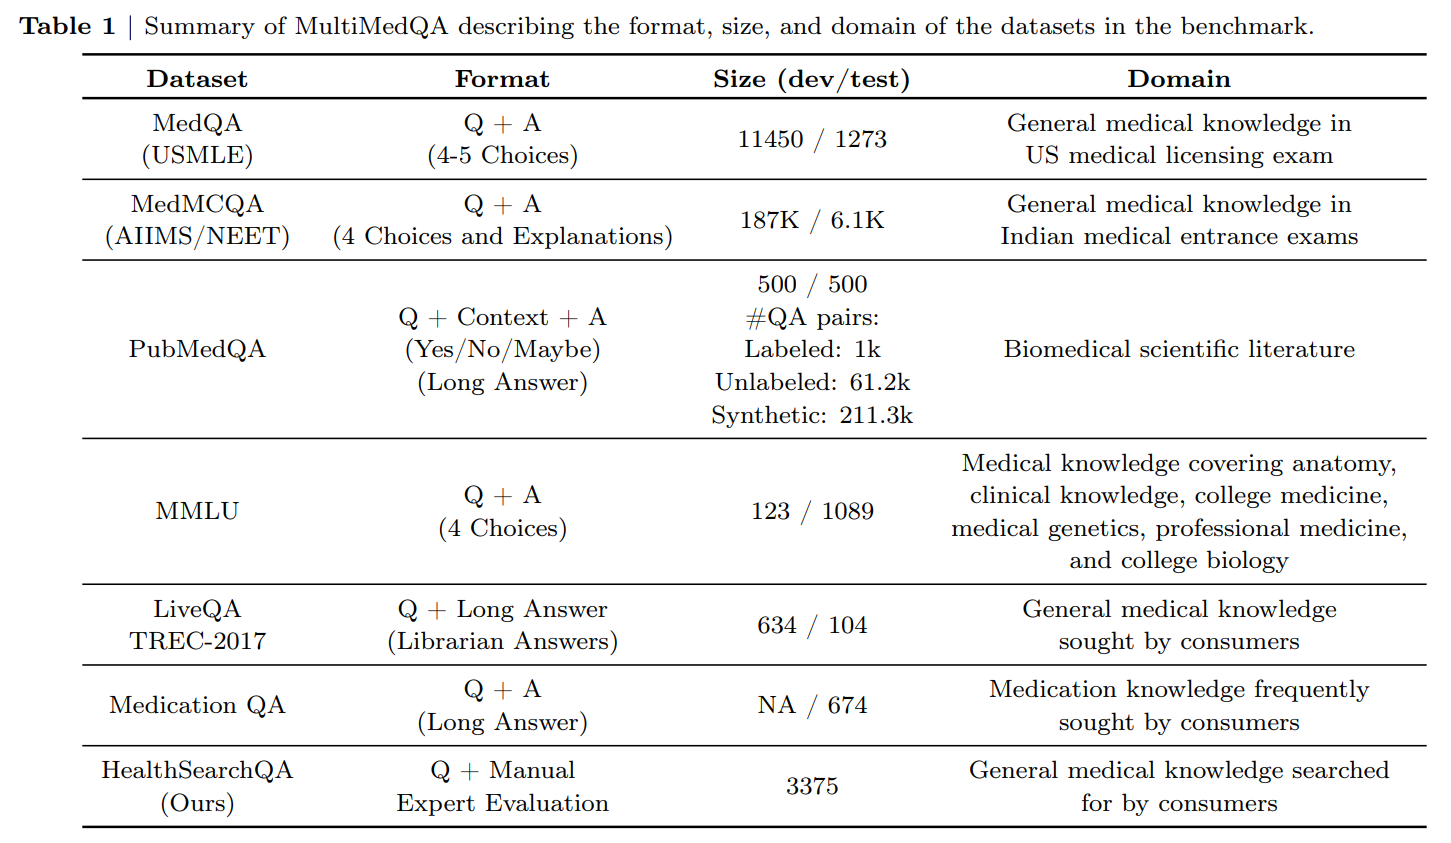 Table 1 | Summary of MultiMedQA describing the format, size, and domain of the datasets in the benchmark.
Dataset Format Size (dev/test) Domain
MedQA
(USMLE)
Q + A
(4-5 Choices)
11450 / 1273
General medical knowledge in
US medical licensing exam
MedMCQA
(AIIMS/NEET)
Q + A
(4 Choices and Explanations)
187K / 6.1K
General medical knowledge in
Indian medical entrance exams
PubMedQA
Q + Context + A
(Yes/No/Maybe)
(Long Answer)
500 / 500
#QA pairs:
Labeled: 1k
Unlabeled: 61.2k
Synthetic: 211.3k
Biomedical scientific literature
MMLU
Q + A
(4 Choices)
123 / 1089
Medical knowledge covering anatomy,
clinical knowledge, college medicine,
medical genetics, professional medicine,
and college biology
LiveQA
TREC-2017
Q + Long Answer
(Librarian Answers)
634 / 104
General medical knowledge
sought by consumers
Medication QA
Q + A
(Long Answer)
NA / 674
Medication knowledge frequently
sought by consumers
HealthSearchQA
(Ours)
Q + Manual
Expert Evaluation
3375
General medical knowledge searched
for by consumers